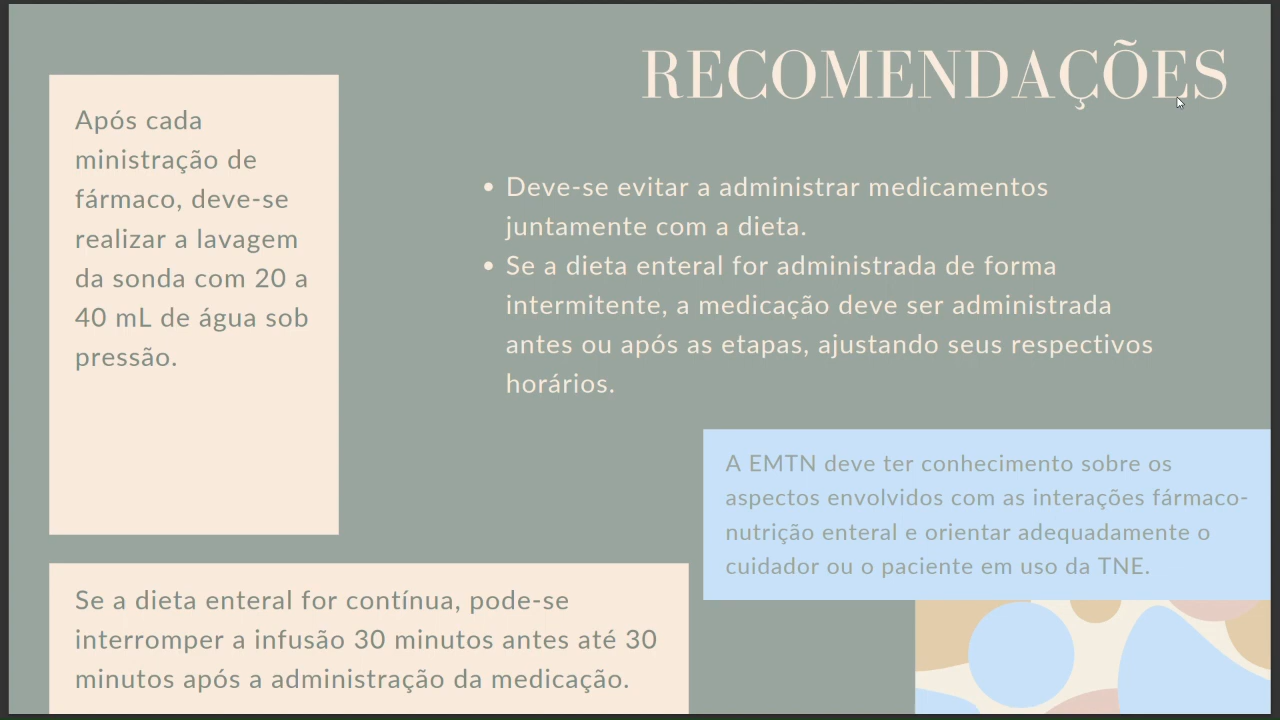 RECOMENDAÇÕES
Após cada
ministração de
fármaco, deve-se
realizar a lavagem
da sonda com 20 a
40 mL de água sob
pressão.
• Deve-se evitar a administrar medicamentos
juntamente com a dieta.
• Se a dieta enteral for administrada de forma
intermitente, a medicação deve ser administrada
antes ou após as etapas, ajustando seus respectivos
horários.
A EMTN deve ter conhecimento sobre os
aspectos envolvidos com as interações fármaco-
nutrição enteral e orientar adequadamente o
cuidador ou o paciente em uso da TNE.
Se a dieta enteral for contínua, pode-se
interromper a infusão 30 minutos antes até 30
minutos após a administração da medicação.